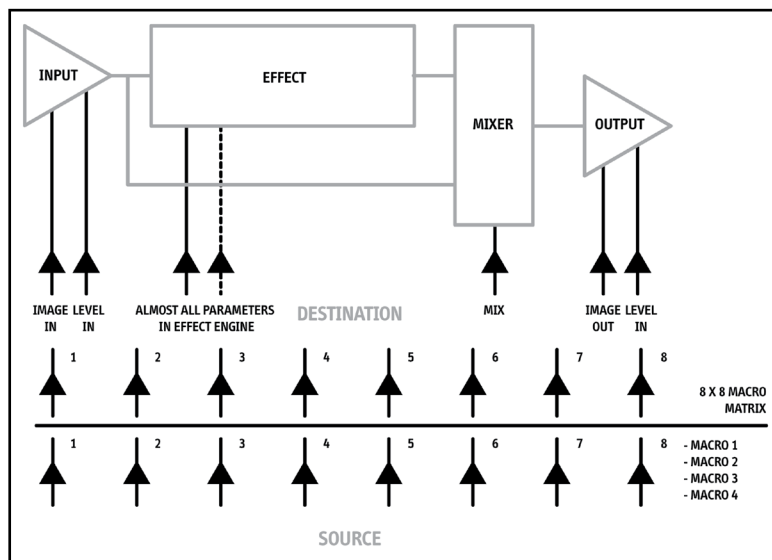 INPUT
EFFECT
MIXER
OUTPUT
IMAGE IN
LEVEL IN
ALMOST ALL PARAMETERS
IN EFFECT ENGINE
DESTINATION
MIX
IMAGE OUT
LEVEL IN
1 2 3 4 5 6 7 8
8 X 8 MACRO
MATRIX
1 2 3 4 5 6 7 8
- MACRO 1
- MACRO 2
- MACRO 3
- MACRO 4
SOURCE